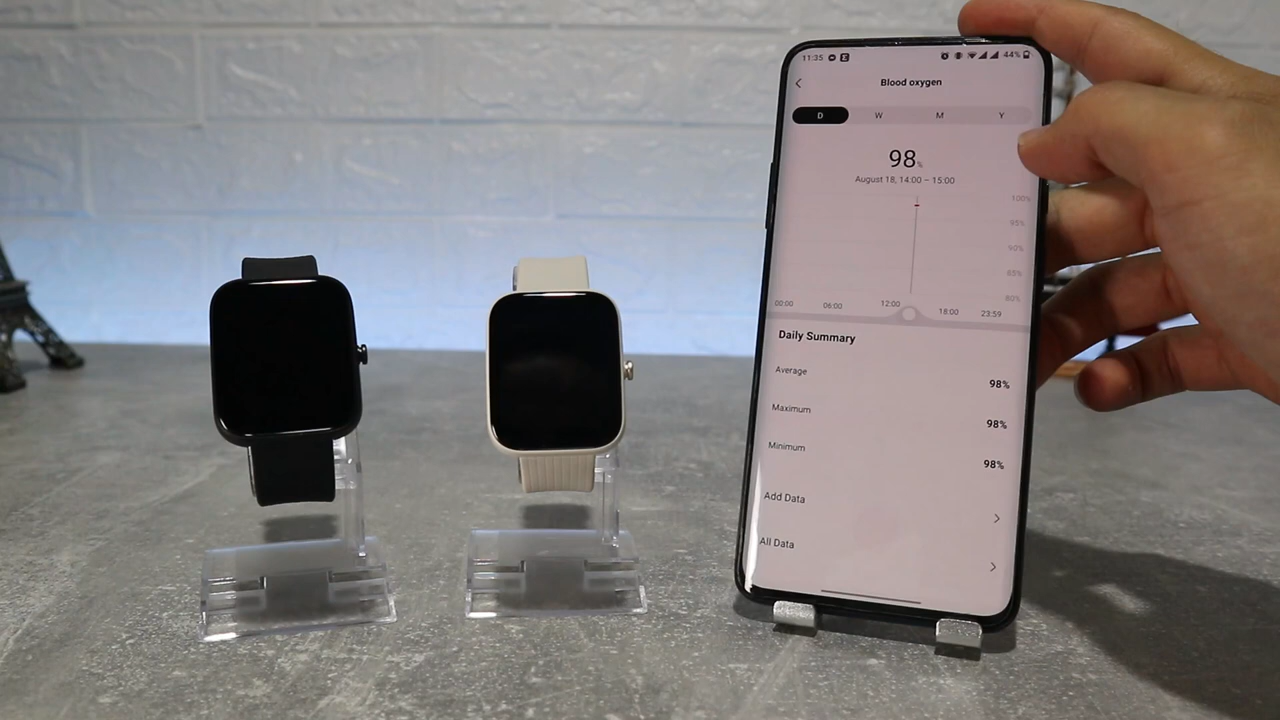 11:35 44%
Blood oxygen
D W M Y
98%
August 18, 14:00 – 15:00
100%
95%
90%
85%
80%
00:00 06:00 12:00 18:00 23:59
Daily Summary
Average 98%
Maximum 98%
Minimum 98%
Add Data
All Data